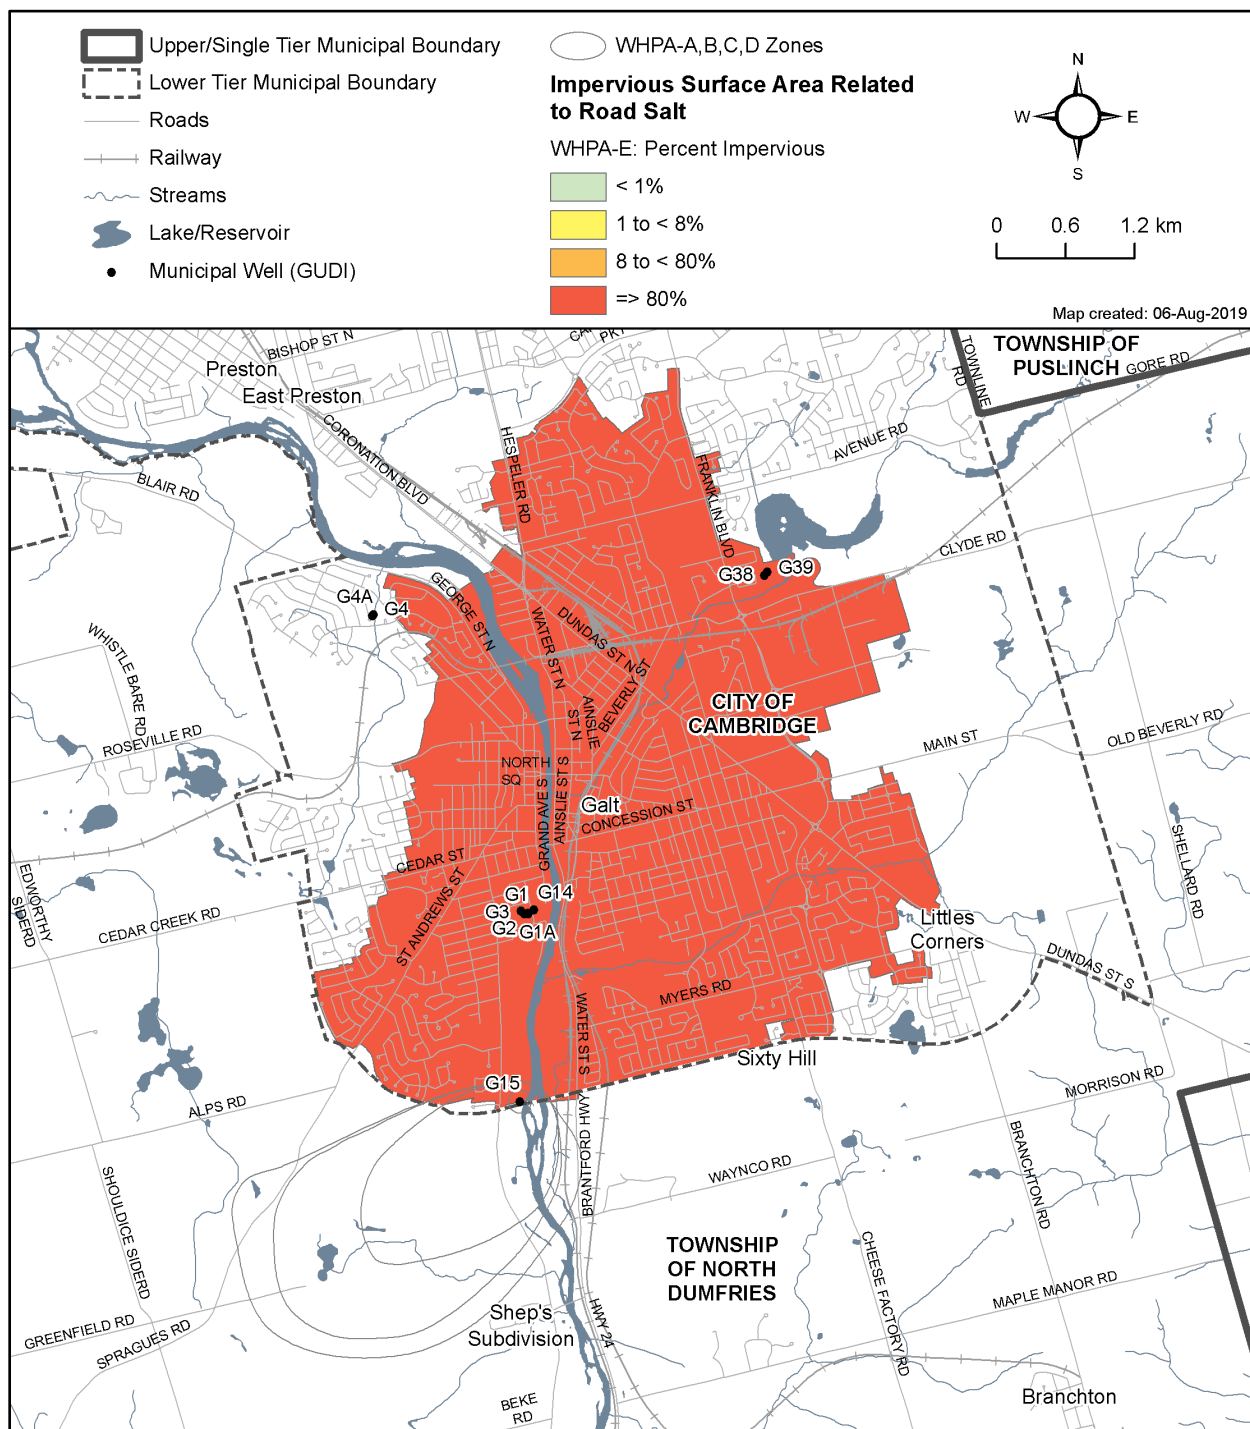 Upper/Single Tier Municipal Boundary
Lower Tier Municipal Boundary
Roads
Railway
Streams
Lake/Reservoir
Municipal Well (GUDI)
WHPA-A,B,C,D Zones
Impervious Surface Area Related
to Road Salt
WHPA-E: Percent Impervious
< 1%
1 to < 8%
8 to < 80%
=> 80%
N
W
E
S
0 0.6 1.2 km
Map created: 06-Aug-2019
BISHOP ST N
Preston
East Preston
CORONATION BLVD
HESPELER RD
FRANKLIN BLVD
AVENUE RD
TOWNLINE
RD
TOWNSHIP OF
PUSLINCH
GORE RD
BLAIR RD
CLYDE RD
G38
G39
G4A
G4
GEORGE ST N
WATER ST N
DUNDAS ST N
BEVERLY ST
AINSLIE
ST N
CITY OF
CAMBRIDGE
WHISTLE BARE RD
ROSEVILLE RD
MAIN ST
OLD BEVERLY RD
NORTH
SQ
GRAND AVE S
AINSLIE ST S
Galt
CONCESSION ST
CEDAR ST
ST ANDREWS ST
EDWORTHY
SIDERD
CEDAR CREEK RD
G1
G14
G3
G2
G1A
SHELLARD RD
Littles
Corners
DUNDAS ST S
MYERS RD
WATER ST S
Sixty Hill
G15
ALPS RD
MORRISON RD
BRANTFORD HWY
WAYNCO RD
BRANCHTON RD
SHOULDICE SIDERD
TOWNSHIP
OF NORTH
DUMFRIES
CHEESE FACTORY RD
MAPLE MANOR RD
GREENFIELD RD
SPRAGUES RD
Shep's
Subdivision
HWY 24
BEKE
RD
Branchton